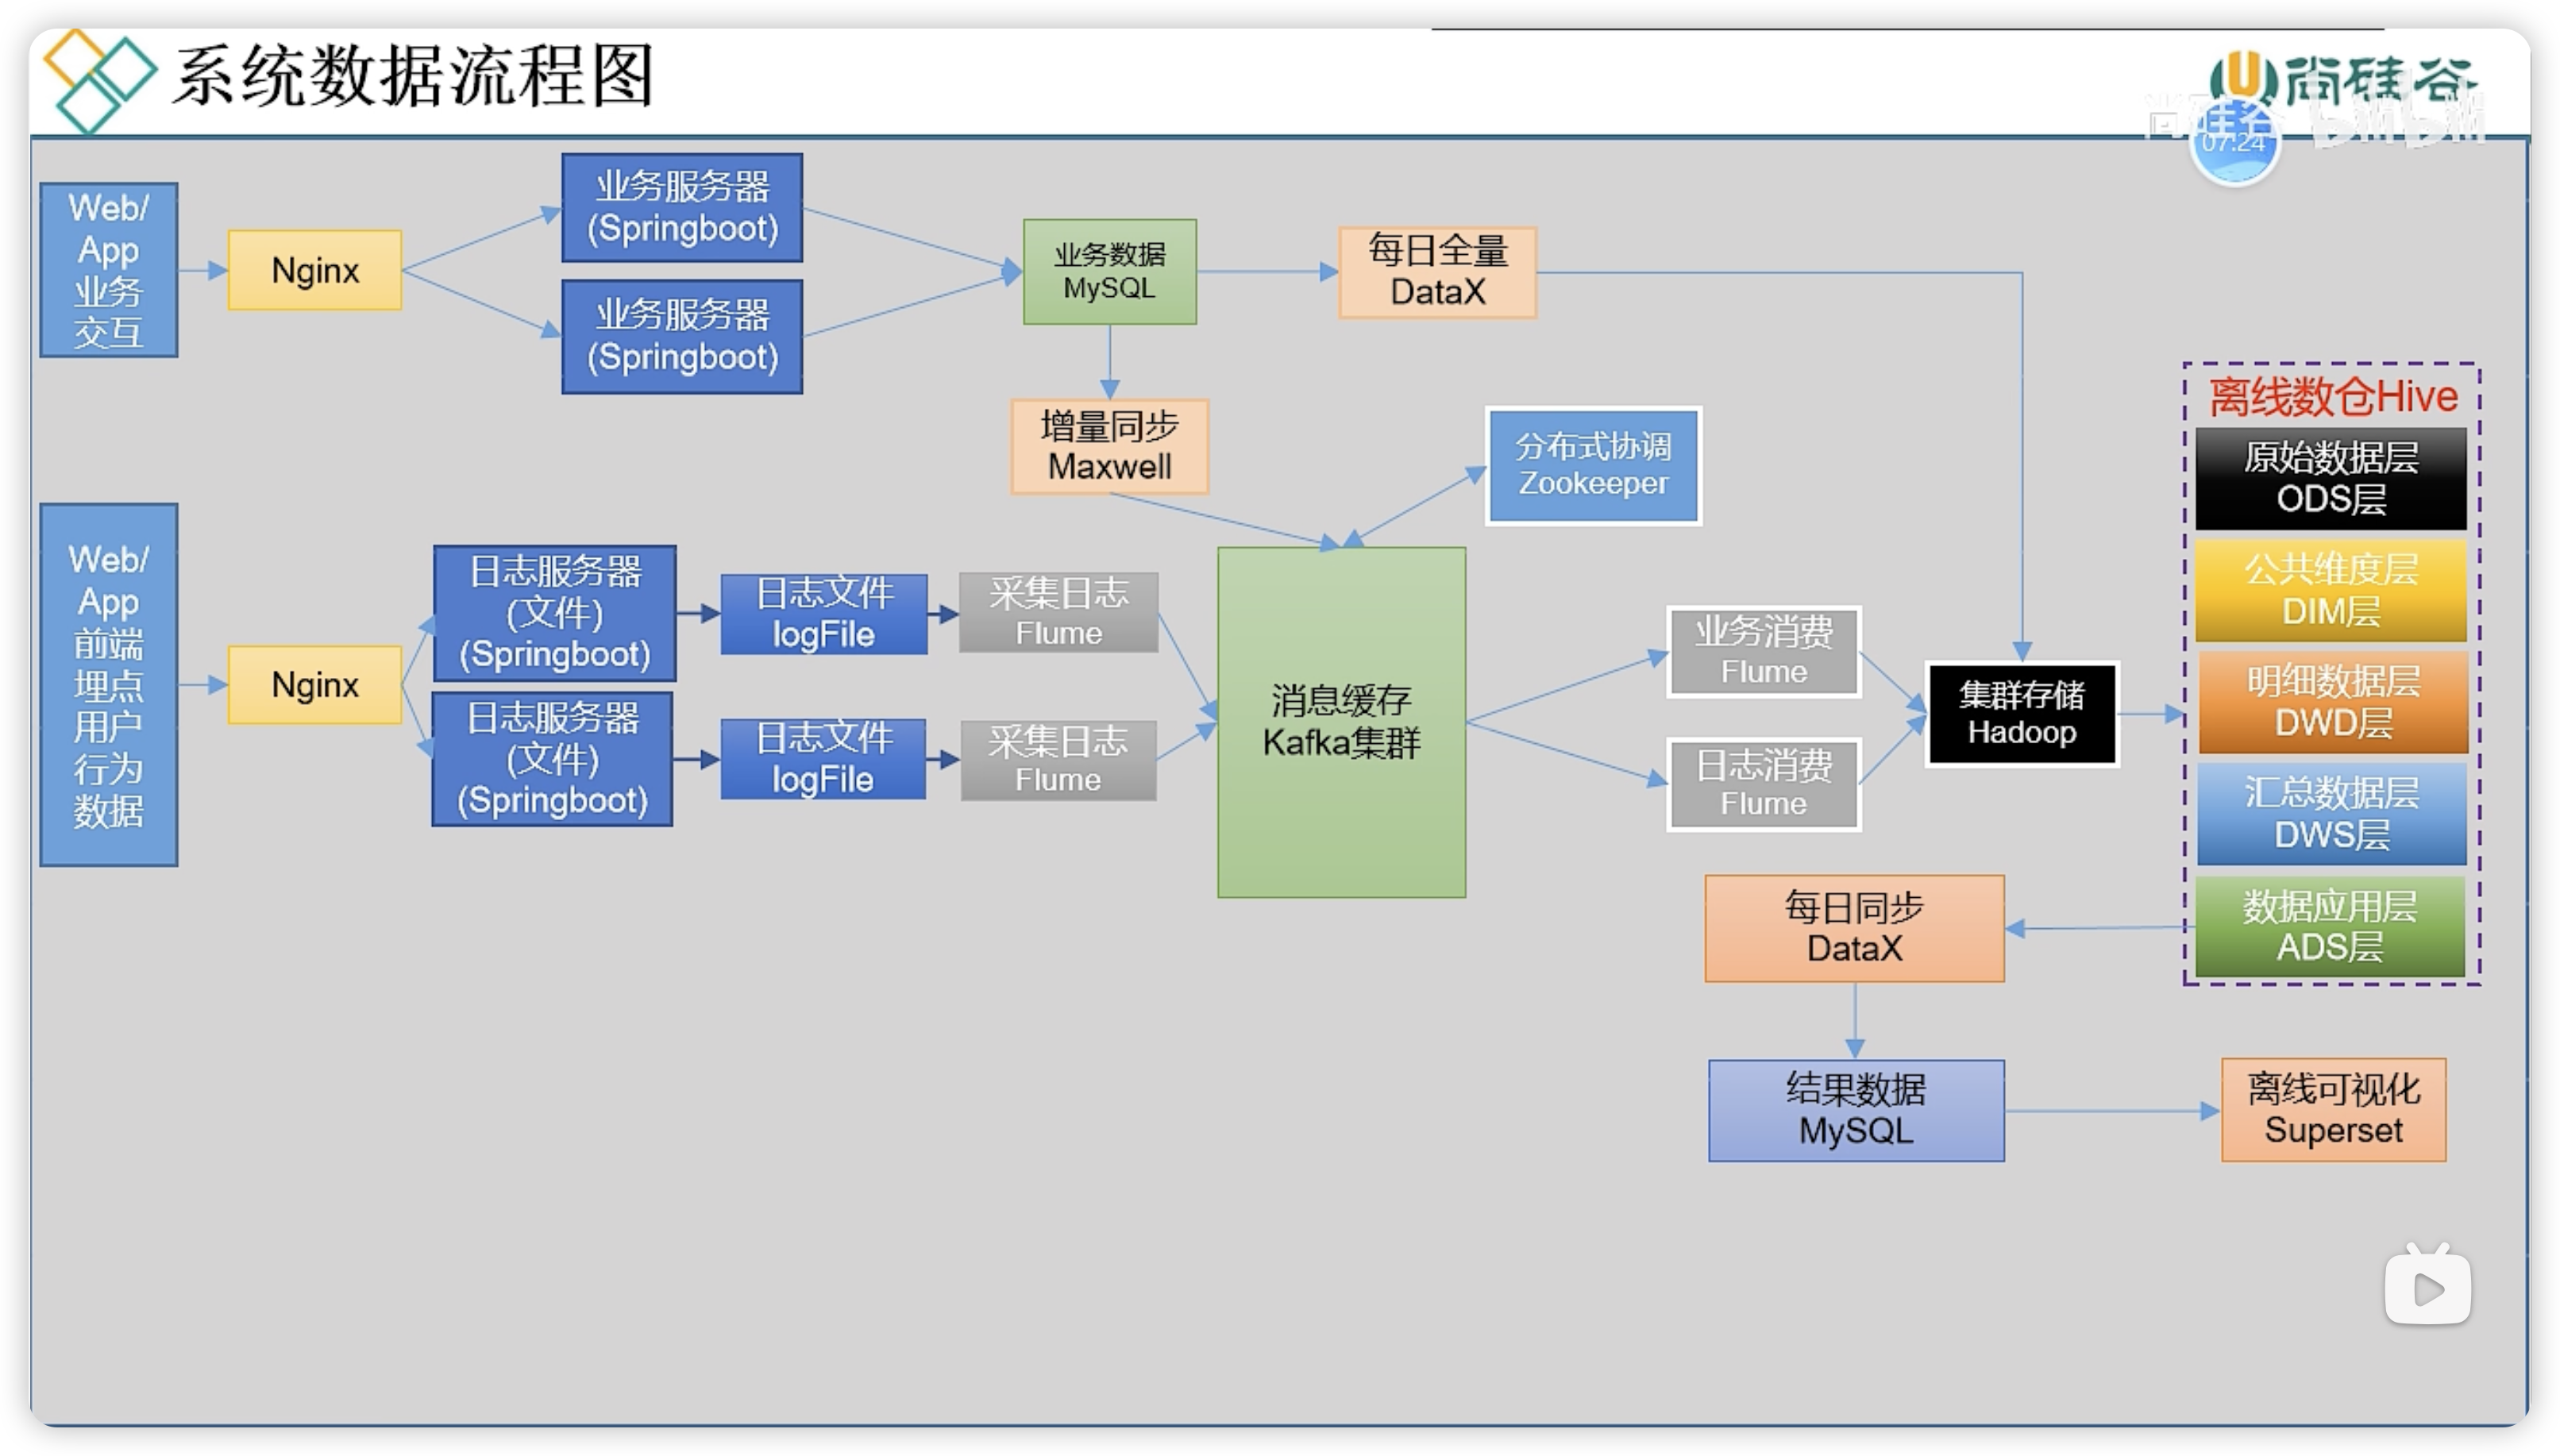 系统数据流程图
尚硅谷
尚硅谷
bilibili
07:24
Web/
App
业务
交互
Nginx
业务服务器
(Springboot)
业务服务器
(Springboot)
业务数据
MySQL
每日全量
DataX
增量同步
Maxwell
分布式协调
Zookeeper
Web/
App
前端
埋点
用户
行为
数据
Nginx
日志服务器
(文件)
(Springboot)
日志文件
logFile
采集日志
Flume
日志服务器
(文件)
(Springboot)
日志文件
logFile
采集日志
Flume
消息缓存
Kafka集群
业务消费
Flume
日志消费
Flume
集群存储
Hadoop
离线数仓Hive
原始数据层
ODS层
公共维度层
DIM层
明细数据层
DWD层
汇总数据层
DWS层
数据应用层
ADS层
每日同步
DataX
结果数据
MySQL
离线可视化
Superset